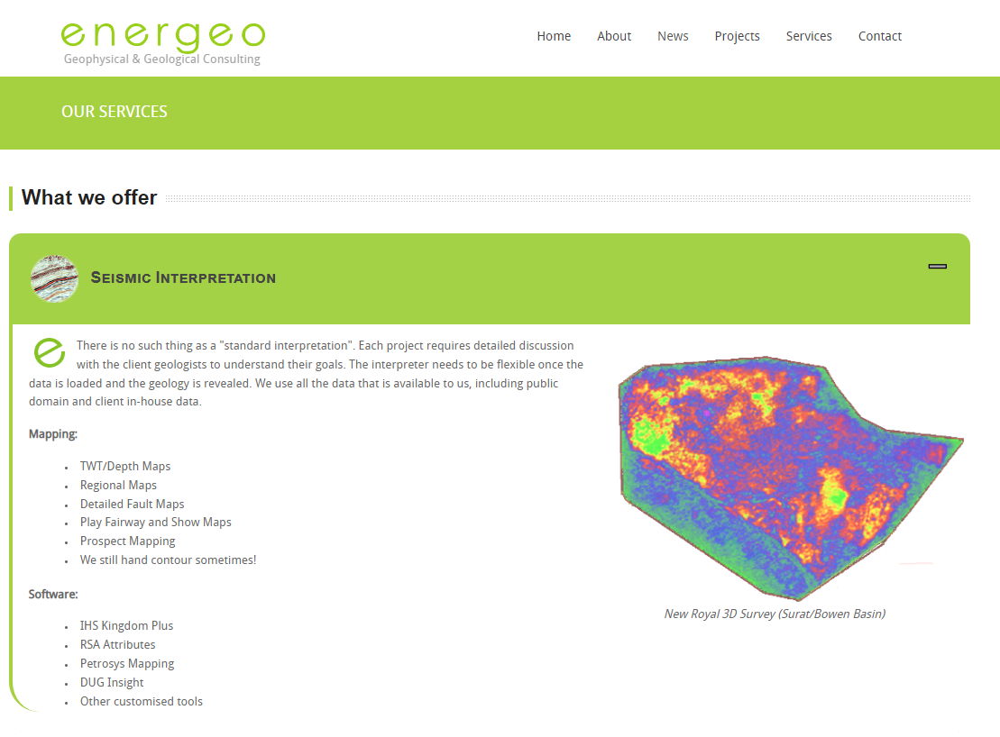 energeo
Geophysical & Geological Consulting
Home About News Projects Services Contact
OUR SERVICES
What we offer
Seismic Interpretation
e There is no such thing as a "standard interpretation". Each project requires detailed discussion
with the client geologists to understand their goals. The interpreter needs to be flexible once the
data is loaded and the geology is revealed. We use all the data that is available to us, including public
domain and client in-house data.
Mapping:
• TWT/Depth Maps
• Regional Maps
• Detailed Fault Maps
• Play Fairway and Show Maps
• Prospect Mapping
• We still hand contour sometimes!
Software:
• IHS Kingdom Plus
• RSA Attributes
• Petrosys Mapping
• DUG Insight
• Other customised tools
New Royal 3D Survey (Surat/Bowen Basin)